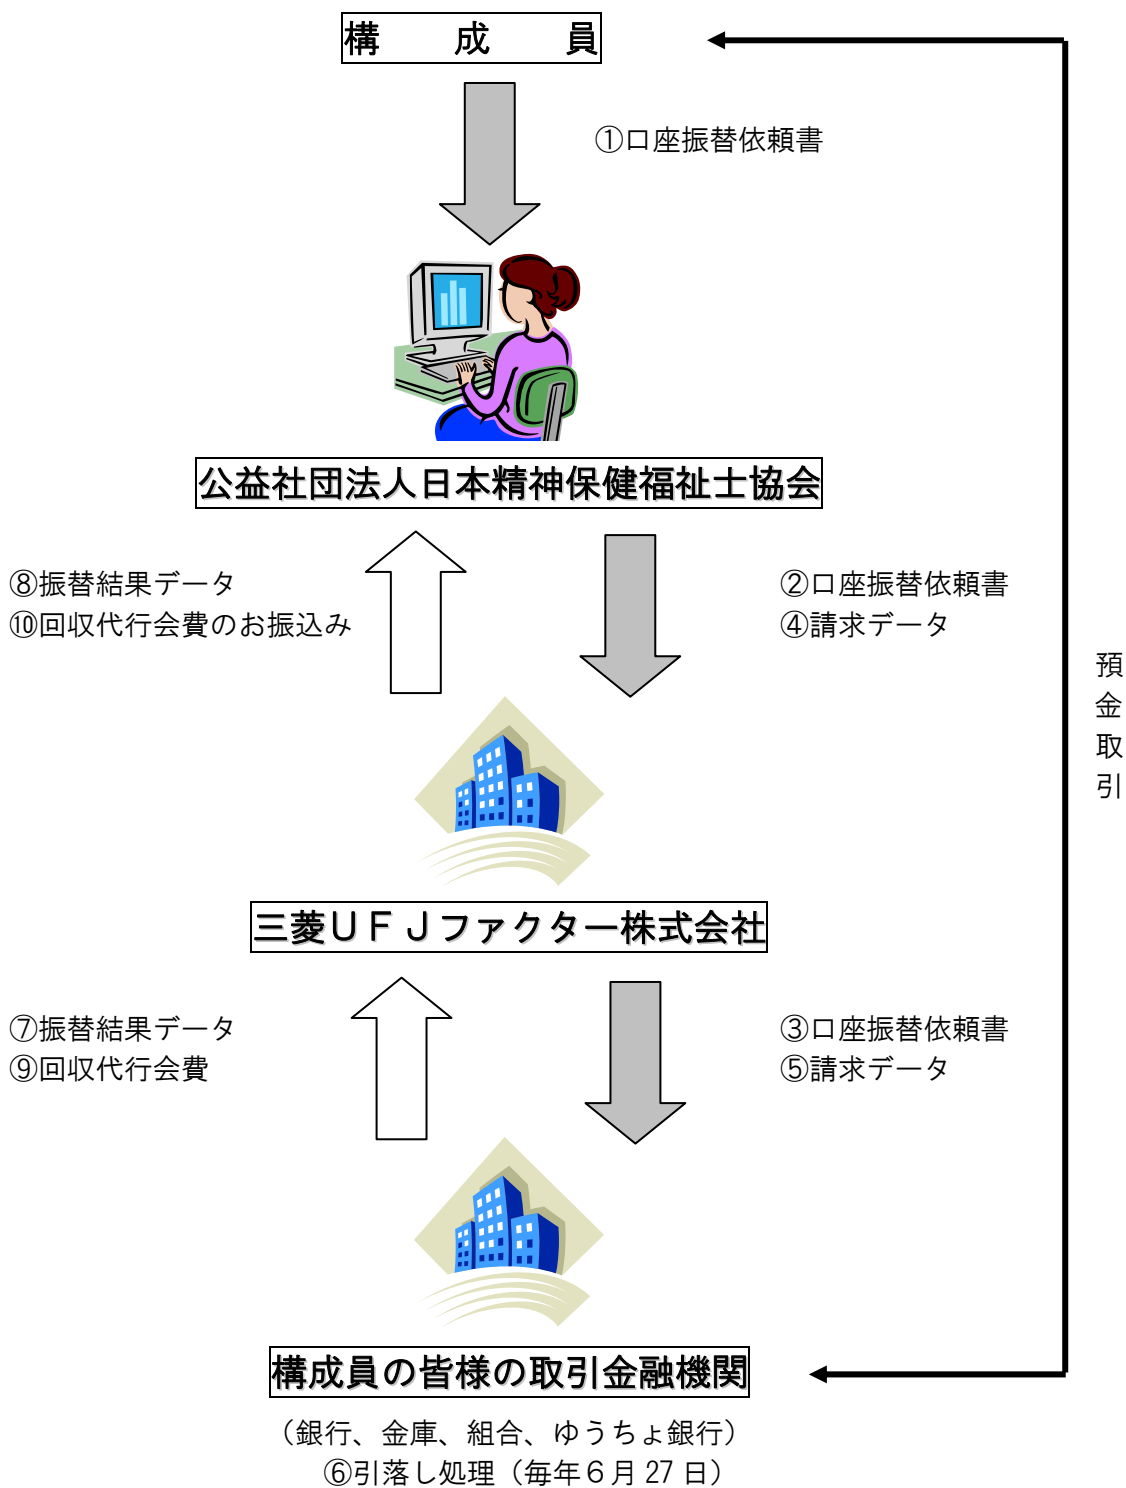 構　成　員
①口座振替依頼書
公益社団法人日本精神保健福祉士協会
⑧振替結果データ
⑩回収代行会費のお振込み
②口座振替依頼書
④請求データ
預金取引
三菱ＵＦＪファクター株式会社
⑦振替結果データ
⑨回収代行会費
③口座振替依頼書
⑤請求データ
構成員の皆様の取引金融機関
（銀行、金庫、組合、ゆうちょ銀行）
⑥引落し処理（毎年６月 27 日）